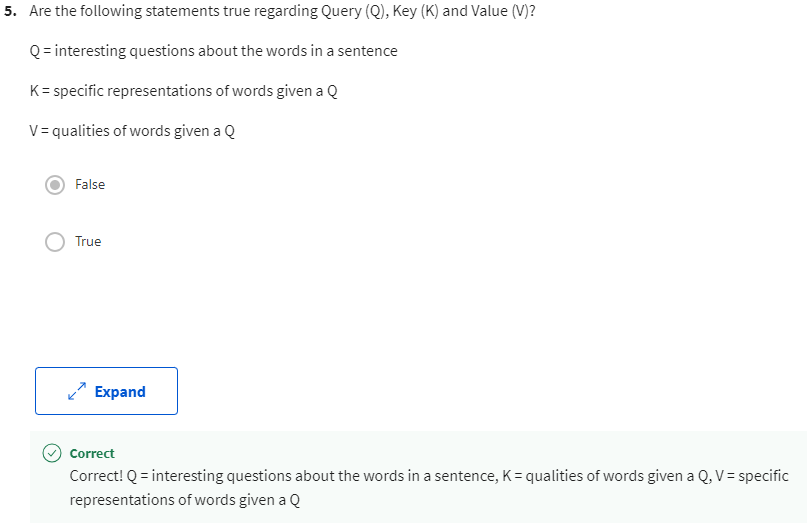 5. Are the following statements true regarding Query (Q), Key (K) and Value (V)?
Q = interesting questions about the words in a sentence
K = specific representations of words given a Q
V = qualities of words given a Q
False
True
Expand
Correct
Correct! Q = interesting questions about the words in a sentence, K = qualities of words given a Q, V = specific
representations of words given a Q